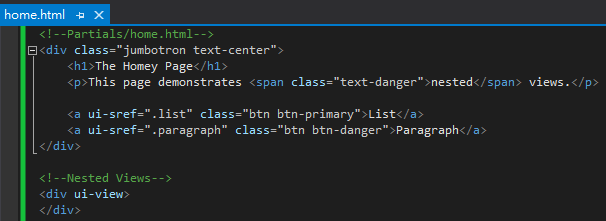 home.html
<!--Partials/home.html-->
<div class="jumbotron text-center">
<h1>The Homey Page</h1>
<p>This page demonstrates <span class="text-danger">nested</span> views.</p>
<a ui-sref=".list" class="btn btn-primary">List</a>
<a ui-sref=".paragraph" class="btn btn-danger">Paragraph</a>
</div>
<!--Nested Views-->
<div ui-view>
</div>